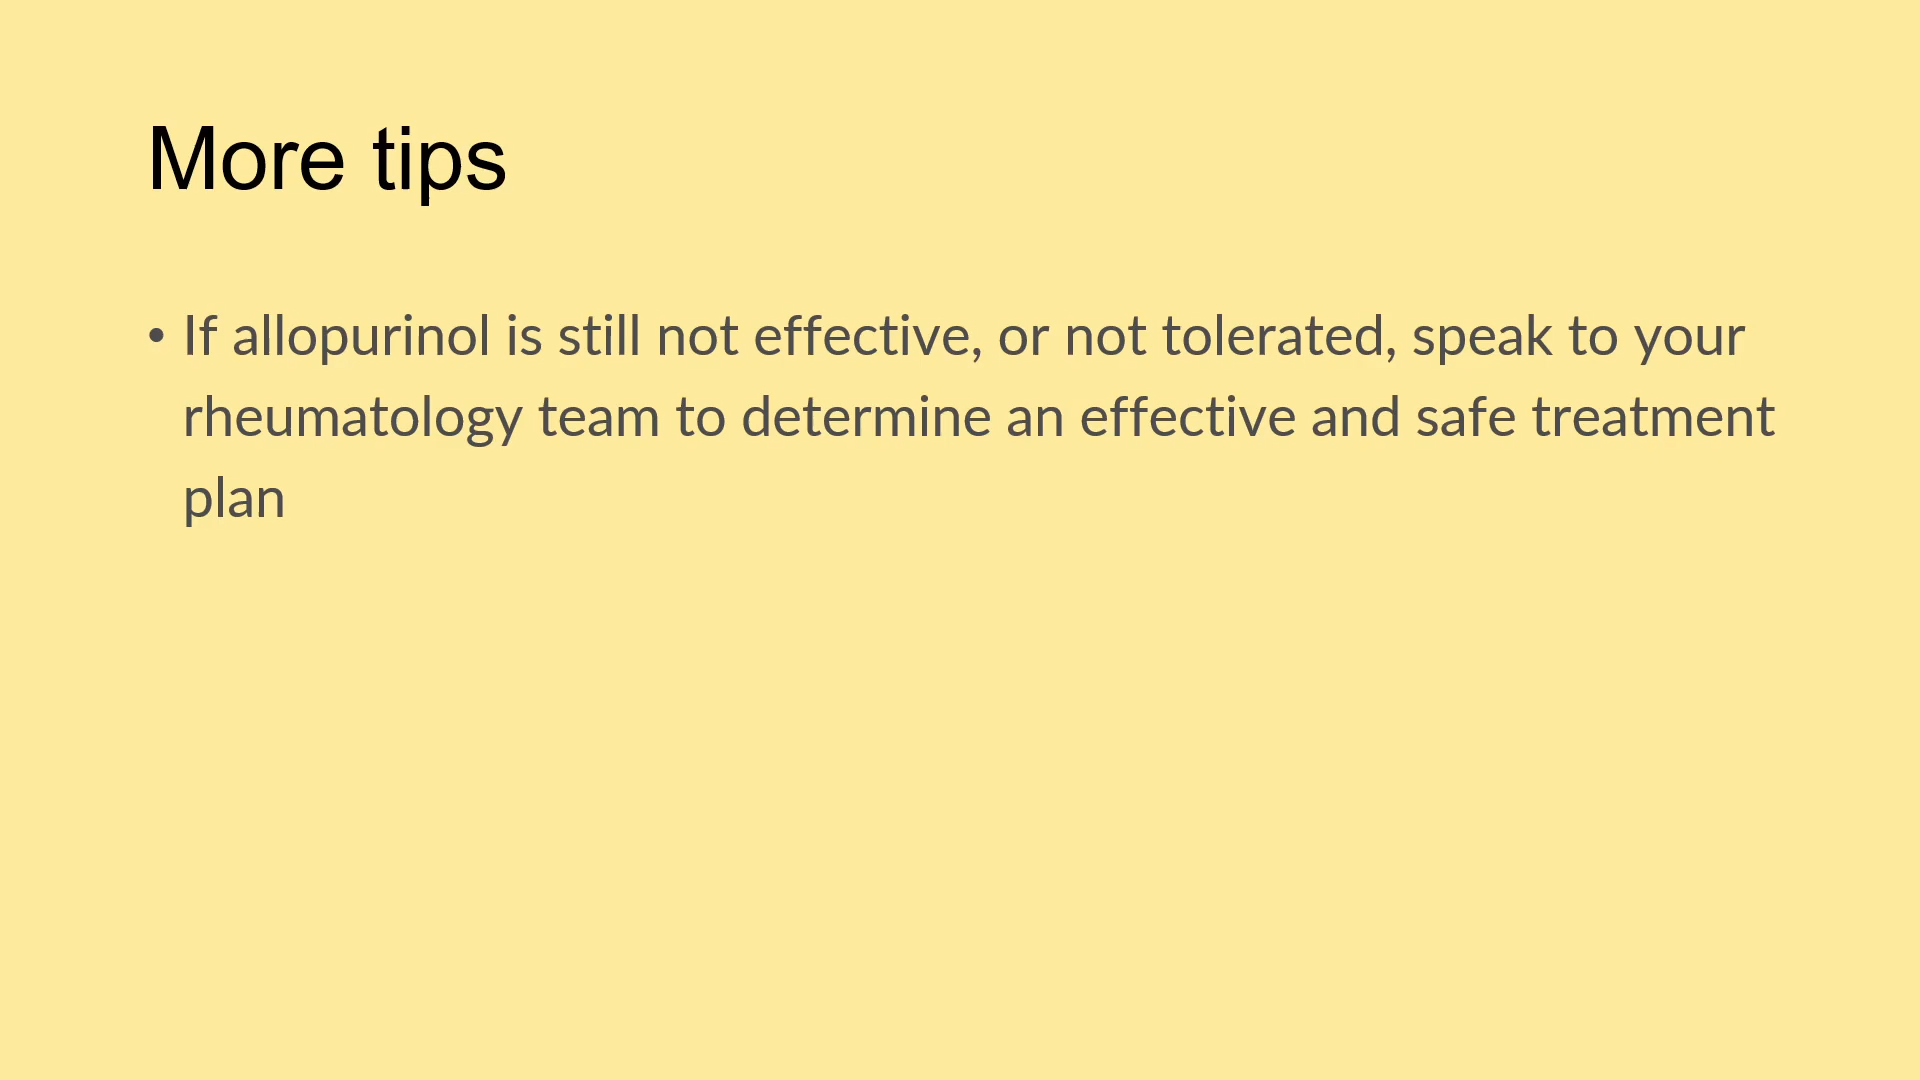 More tips
• If allopurinol is still not effective, or not tolerated, speak to your
rheumatology team to determine an effective and safe treatment
plan